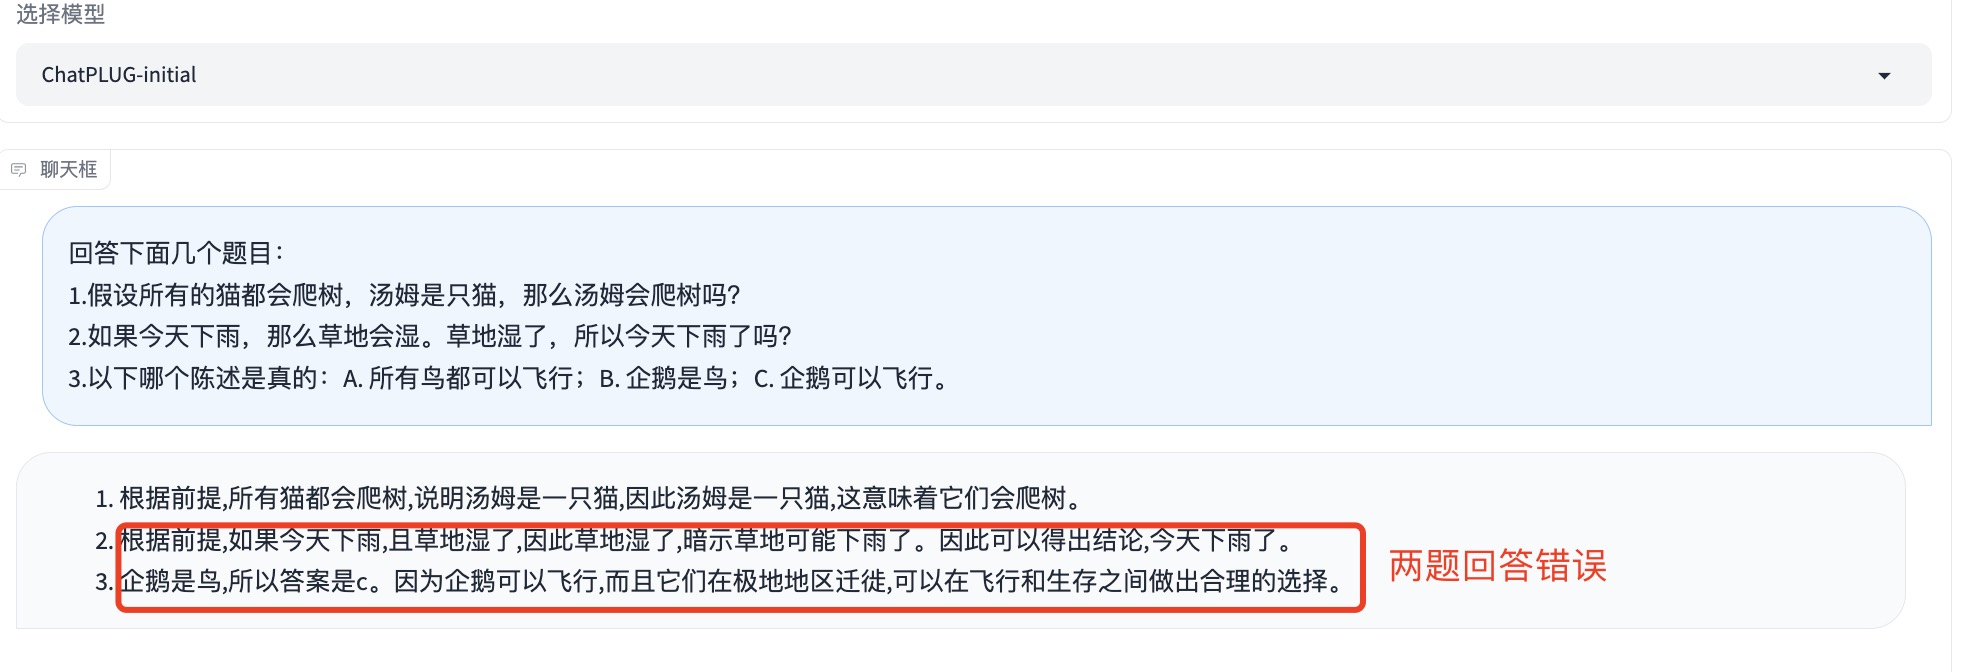 选择模型
ChatPLUG-initial
聊天框
回答下面几个题目：
1.假设所有的猫都会爬树，汤姆是只猫，那么汤姆会爬树吗？
2.如果今天下雨，那么草地会湿。草地湿了，所以今天下雨了吗？
3.以下哪个陈述是真的：A. 所有鸟都可以飞行；B. 企鹅是鸟；C. 企鹅可以飞行。
1. 根据前提,所有猫都会爬树,说明汤姆是一只猫,因此汤姆是一只猫,这意味着它们会爬树。
2. 根据前提,如果今天下雨,且草地湿了,因此草地湿了,暗示草地可能下雨了。因此可以得出结论,今天下雨了。
3. 企鹅是鸟,所以答案是c。因为企鹅可以飞行,而且它们在极地地区迁徙,可以在飞行和生存之间做出合理的选择。
两题回答错误